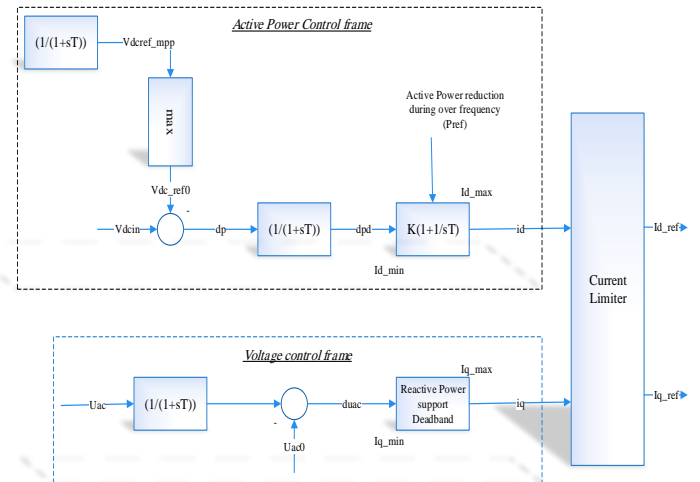 Active Power Control frame
(1/(1+sT))
Vdcref_mpp
max
Active Power reduction
during over frequency
(Pref)
Vdc_ref0
-
Id_max
Vdcin
dp
(1/(1+sT))
dpd
K(1+1/sT)
id
Id_ref
Id_min
Current
Limiter
Voltage control frame
Iq_max
Uac
(1/(1+sT))
duac
Reactive Power
support
Deadband
iq
Iq_ref
-
Uac0
Iq_min